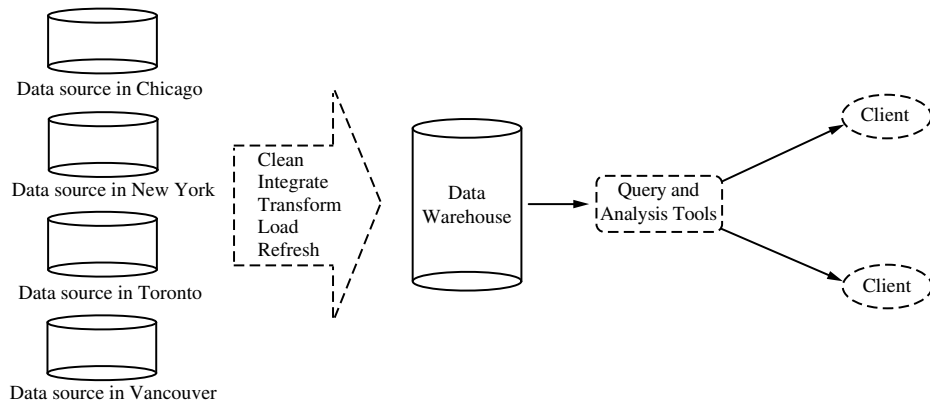 Data source in Chicago
Data source in New York
Data source in Toronto
Data source in Vancouver
Clean
Integrate
Transform
Load
Refresh
Data
Warehouse
Query and
Analysis Tools
Client
Client